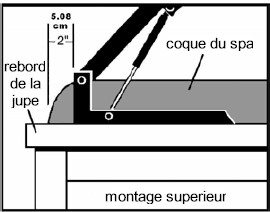 5.08
cm
2"
coque du spa
rebord
de la
jupe
montage superieur